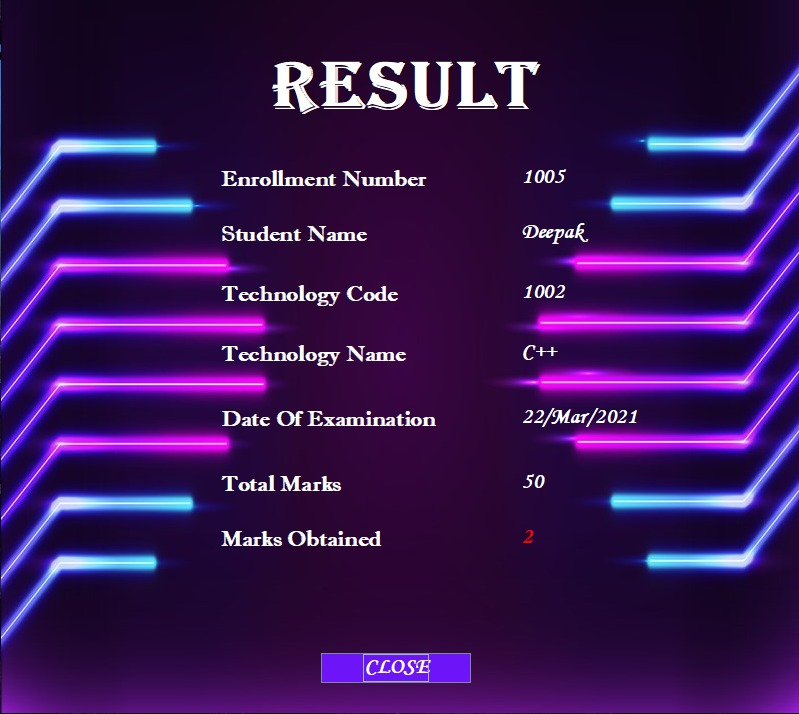 RESULT
Enrollment Number 1005
Student Name Deepak
Technology Code 1002
Technology Name C++
Date Of Examination 22/Mar/2021
Total Marks 50
Marks Obtained 2
CLOSE